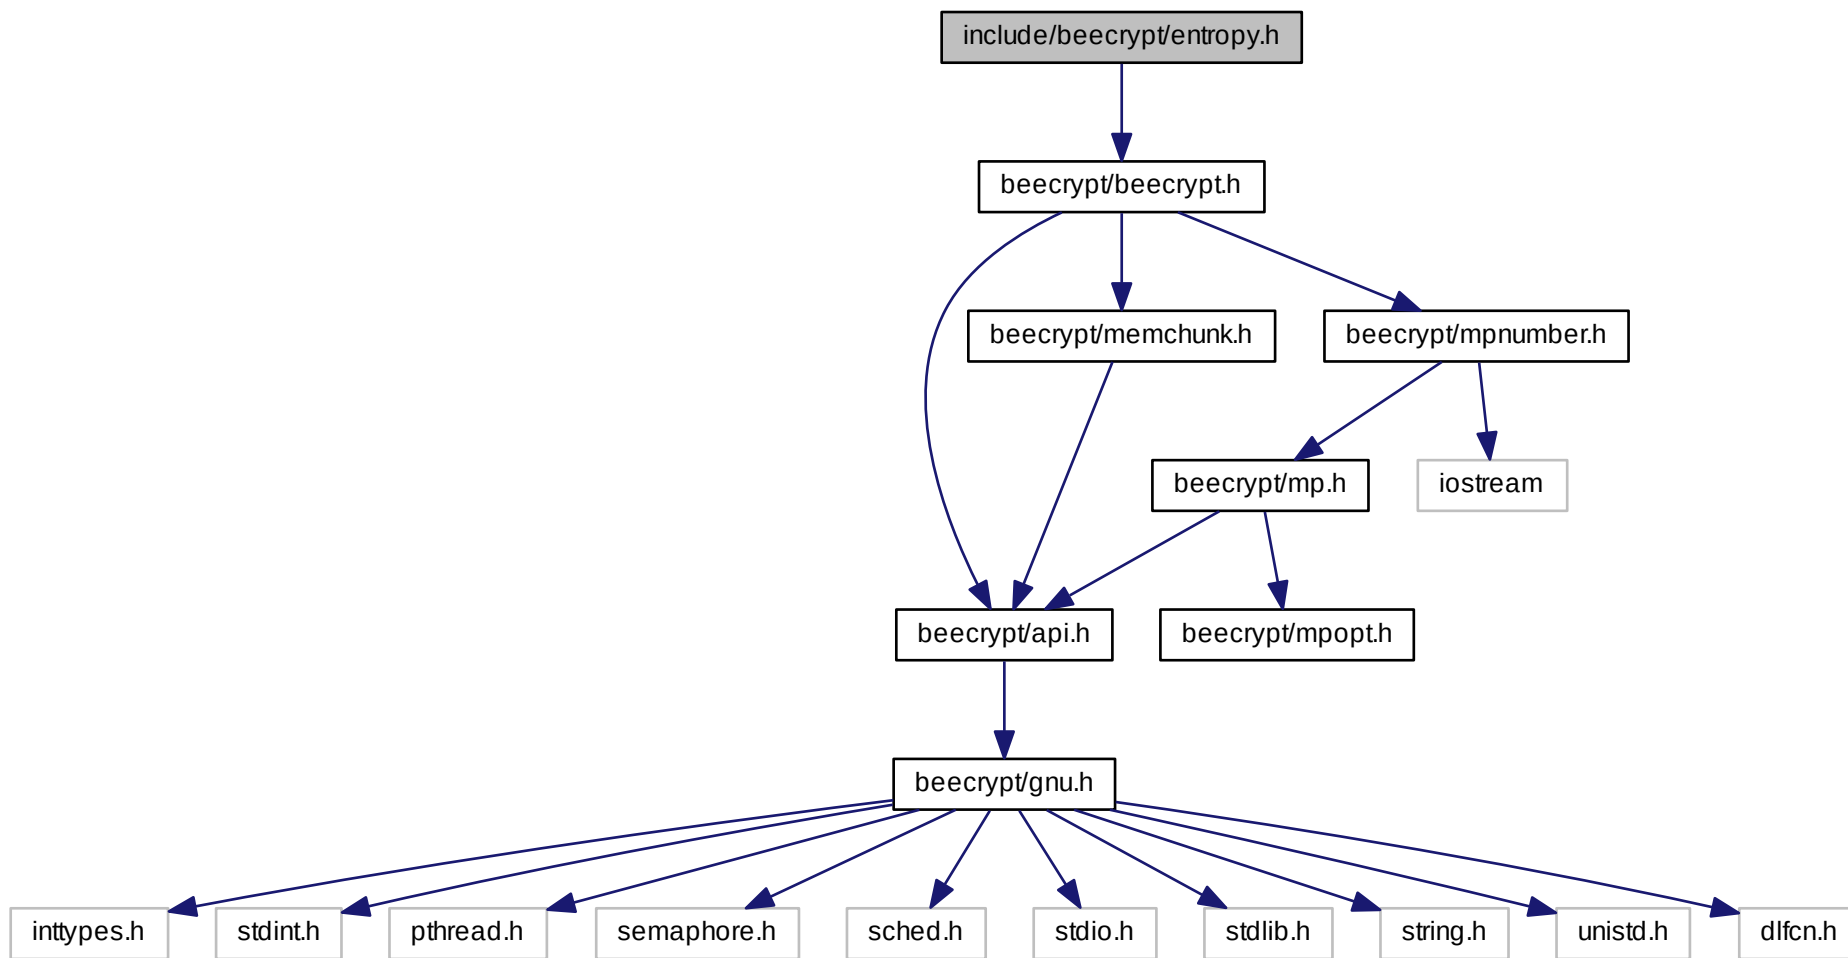 include/beecrypt/entropy.h
beecrypt/beecrypt.h
beecrypt/memchunk.h
beecrypt/mpnumber.h
beecrypt/mp.h
iostream
beecrypt/api.h
beecrypt/mpopt.h
beecrypt/gnu.h
inttypes.h
stdint.h
pthread.h
semaphore.h
sched.h
stdio.h
stdlib.h
string.h
unistd.h
dlfcn.h